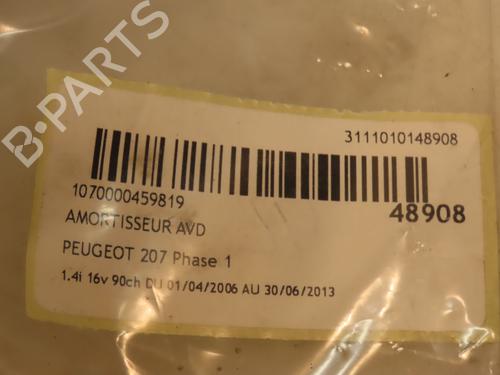 B-PARTS
3111010148908
1070000459819
48908
AMORTISSEUR AVD
PEUGEOT 207 Phase 1
1.4i 16v 90ch DU 01/04/2006 AU 30/06/2013